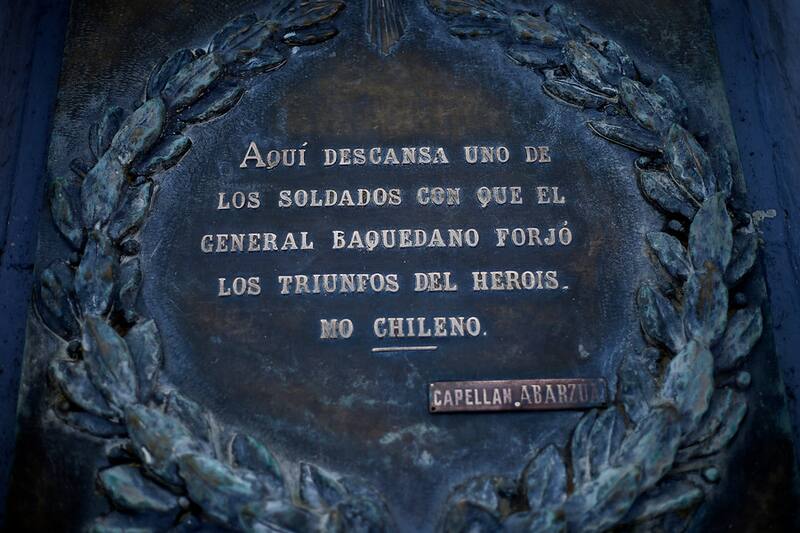 AQUÍ DESCANSA UNO DE
LOS SOLDADOS CON QUE EL
GENERAL BAQUEDANO FORJÓ
LOS TRIUNFOS DEL HEROIS-
MO CHILENO.
CAPELLAN ABARZUA